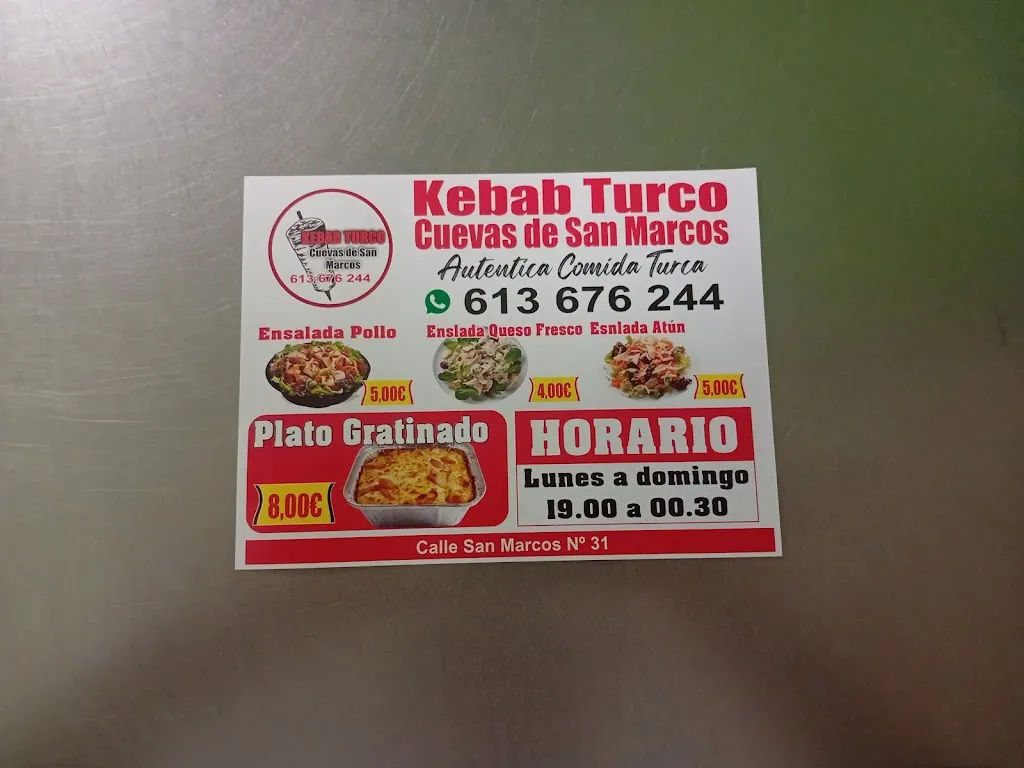 KEBAB TURCO
Cuevas de San
Marcos
613 676 244
Kebab Turco
Cuevas de San Marcos
Autentica Comida Turca
613 676 244
Ensalada Pollo
5,00€
Enslada Queso Fresco
4,00€
Esnlada Atún
5,00€
Plato Gratinado
8,00€
HORARIO
Lunes a domingo
19.00 a 00.30
Calle San Marcos Nº 31